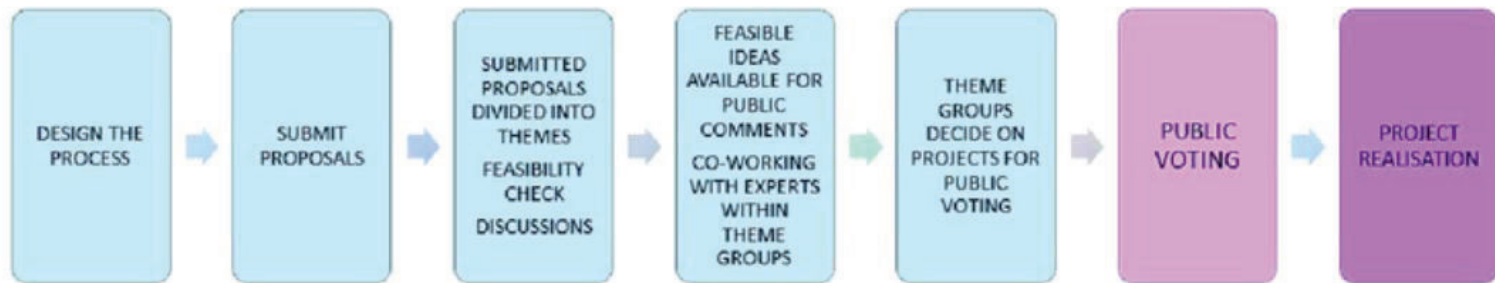 DESIGN THE
PROCESS
SUBMIT
PROPOSALS
SUBMITTED
PROPOSALS
DIVIDED INTO
THEMES
FEASIBILITY
CHECK
DISCUSSIONS
FEASIBLE
IDEAS
AVAILABLE FOR
PUBLIC
COMMENTS
CO-WORKING
WITH EXPERTS
WITHIN
THEME
GROUPS
THEME
GROUPS
DECIDE ON
PROJECTS FOR
PUBLIC
VOTING
PUBLIC
VOTING
PROJECT
REALISATION